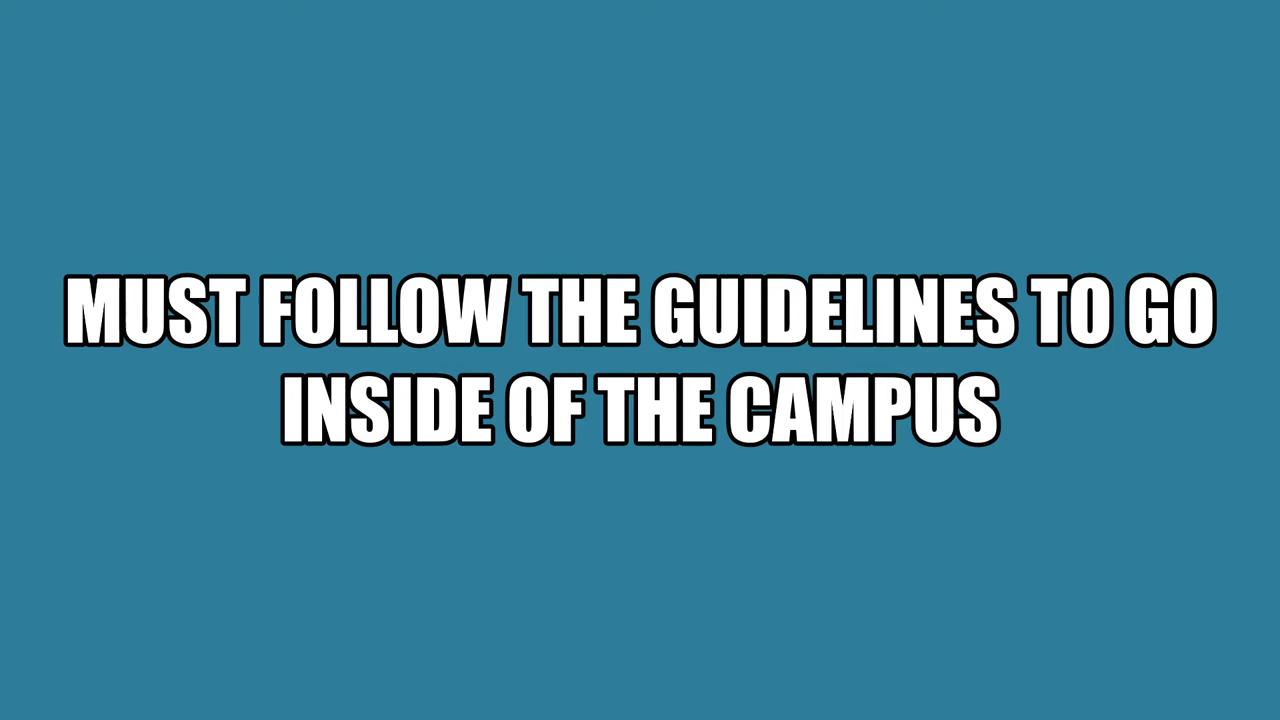 MUST FOLLOW THE GUIDELINES TO GO
INSIDE OF THE CAMPUS